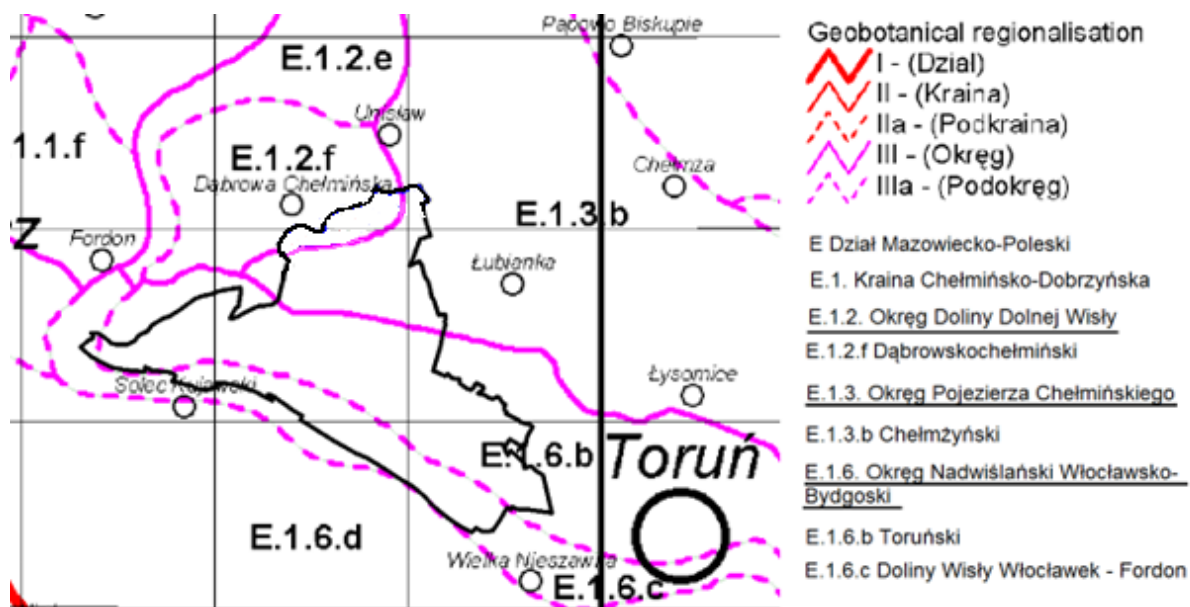 Papowo Biskupie
E.1.2.e
Unisław
1.1.f
E.1.2.f
Chełmża
Dąbrowa Chełmińska
E.1.3.b
Z
Fordon
Łubianka
Solec Kujawski
Łysomice
E.1.6.b
Toruń
E.1.6.d
Wielka Nieszawka
E.1.6.c
Geobotanical regionalisation
I - (Dzial)
II - (Kraina)
IIa - (Podkraina)
III - (Okręg)
IIIa - (Podokręg)
E Dział Mazowiecko-Poleski
E.1. Kraina Chełmińsko-Dobrzyńska
E.1.2. Okręg Doliny Dolnej Wisły
E.1.2.f Dąbrowskochełmiński
E.1.3. Okręg Pojezierza Chełmińskiego
E.1.3.b Chełmżyński
E.1.6. Okręg Nadwiślański Włocławsko-
Bydgoski
E.1.6.b Toruński
E.1.6.c Doliny Wisły Włocławek - Fordon